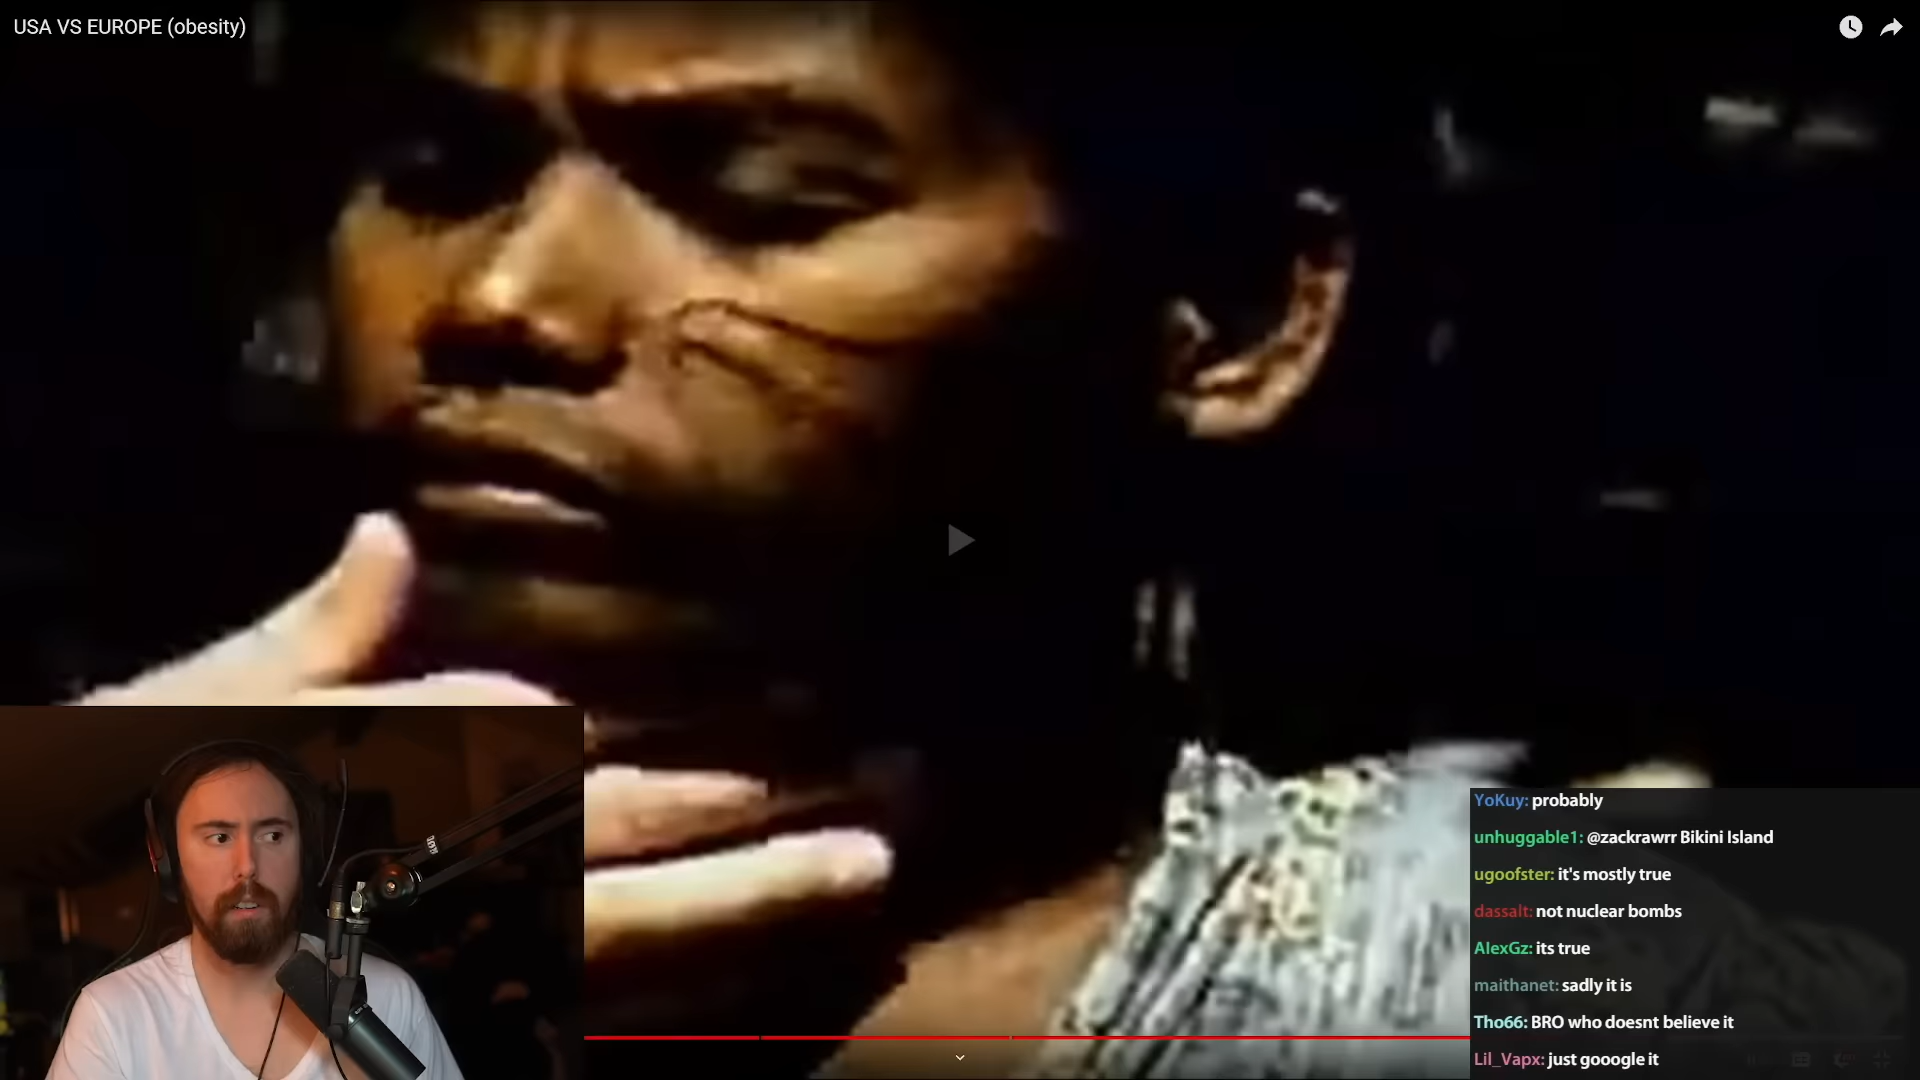 USA VS EUROPE (obesity)
YoKuy: probably
unhuggable1: @zackrawrr Bikini Island
ugoofster: it's mostly true
dassalt: not nuclear bombs
AlexGz: its true
maithanet: sadly it is
Tho66: BRO who doesnt believe it
Lil_Vapx: just gooogle it